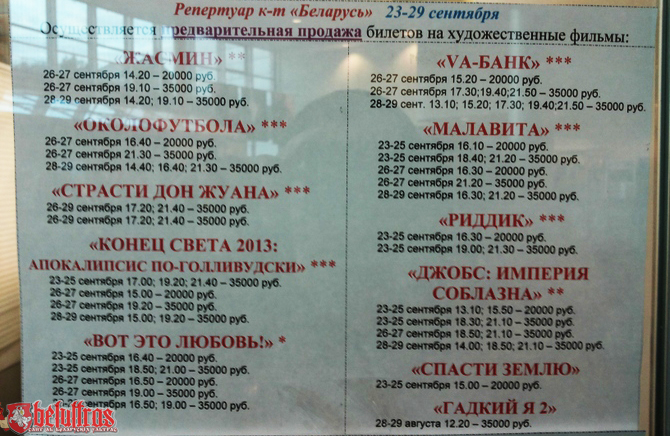 Репертуар к-т «Беларусь» 23-29 сентября
Осуществляется предварительная продажа билетов на художественные фильмы:
«ЖАСМИН» **
26-27 сентября 14.20 – 20000 руб.
26-27 сентября 19.10 – 35000 руб.
28-29 сентября 14.20; 19.10 – 35000 руб.
«ОКОЛОФУТБОЛА» ***
26-27 сентября 16.40 – 20000 руб.
26-27 сентября 21.30 – 35000 руб.
28-29 сентября 14.40; 16.40; 21.30 – 35000 руб.
«СТРАСТИ ДОН ЖУАНА» ***
26-29 сентября 17.20; 21.40 – 35000 руб.
26-29 сентября 17.20; 21.40 – 35000 руб.
«КОНЕЦ СВЕТА 2013:
АПОКАЛИПСИС ПО-ГОЛЛИВУДСКИ» ***
23-25 сентября 17.00; 19.20; 21.40 – 35000 руб.
26-27 сентября 15.00 – 20000 руб.
26-27 сентября 19.20 – 35000 руб.
28-29 сентября 15.00; 19.20 – 35000 руб.
«ВОТ ЭТО ЛЮБОВЬ!» *
23-25 сентября 16.40 – 20000 руб.
23-25 сентября 18.50; 21.00 – 35000 руб.
26-27 сентября 16.50 – 20000 руб.
26-27 сентября 19.00 – 35000 руб.
сентября 16.50; 19.00 – 35000 руб.
«VА-БАНК» ***
26-27 сентября 15.20 – 20000 руб.
26-27 сентября 17.30;19.40;21.50 – 35000 руб.
28-29 сент. 13.10; 15.20; 17.30; 19.40;21.50 – 35000 руб.
«МАЛАВИТА» ***
23-25 сентября 16.10 – 20000 руб.
23-25 сентября 18.40; 21.20 – 35000 руб.
26-27 сентября 16.30 – 20000 руб.
26-27 сентября 21.20 – 35000 руб.
28-29 сентября 16.30; 21.20 – 35000 руб.
«РИДДИК» ***
23-25 сентября 16.30 – 20000 руб.
23-25 сентября 19.00; 21.30 – 35000 руб.
«ДЖОБС: ИМПЕРИЯ
СОБЛАЗНА» **
23-25 сентября 13.10; 15.50 – 20000 руб.
23-25 сентября 18.30; 21.10 – 35000 руб.
26-27 сентября 18.50; 21.10 – 35000 руб.
28-29 сентября 14.00; 18.50; 21.10 – 35000 руб.
«СПАСТИ ЗЕМЛЮ»
23-25 сентября 15.00 – 20000 руб.
«ГАДКИЙ Я 2»
28-29 августа 12.20 – 35000 руб.
belultras